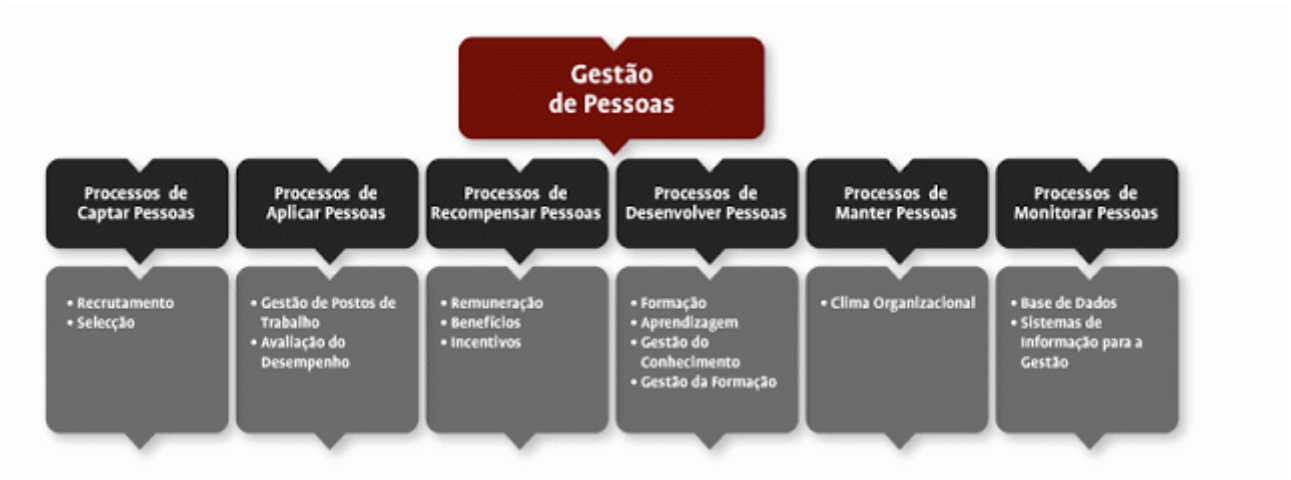 Gestão
de Pessoas
Processos de
Captar Pessoas
Processos de
Aplicar Pessoas
Processos de
Recompensar Pessoas
Processos de
Desenvolver Pessoas
Processos de
Manter Pessoas
Processos de
Monitorar Pessoas
• Recrutamento
• Selecção
• Gestão de Postos de
Trabalho
• Avaliação do
Desempenho
• Remuneração
• Benefícios
• Incentivos
• Formação
• Aprendizagem
• Gestão do
Conhecimento
• Gestão da Formação
• Clima Organizacional
• Base de Dados
• Sistemas de
Informação para a
Gestão